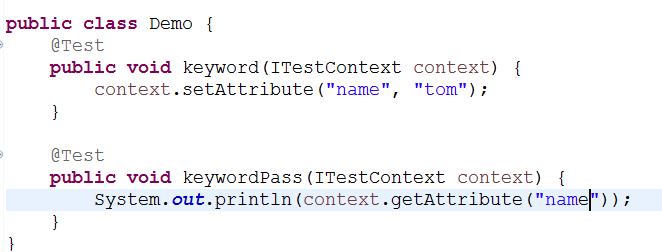 public class Demo {
    @Test
    public void keyword(ITestContext context) {
        context.setAttribute("name", "tom");
    }

    @Test
    public void keywordPass(ITestContext context) {
        System.out.println(context.getAttribute("name"));
    }
}